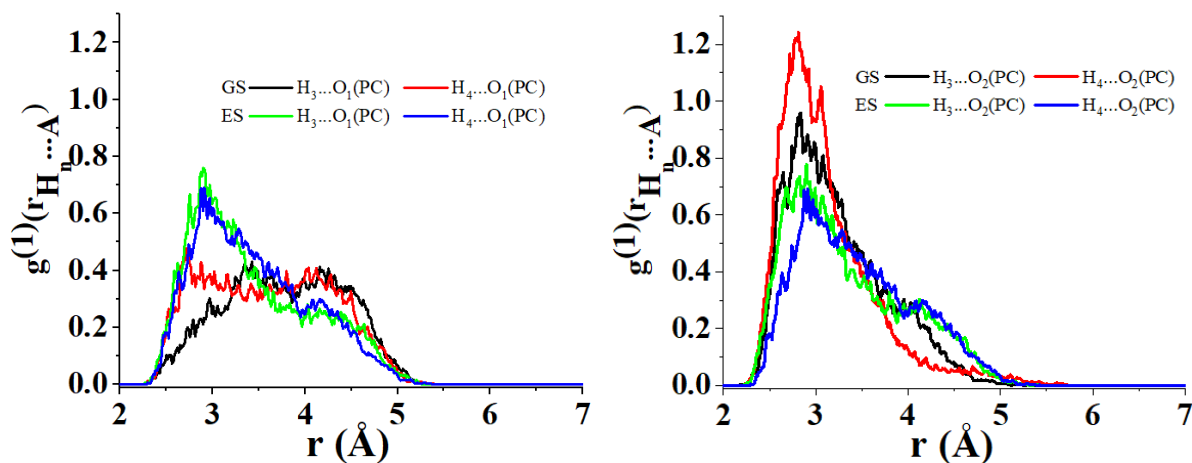 1.2
1.0
0.8
0.6
0.4
0.2
0.0
g(1)(rHn...A)
GS H3...O1(PC) H4...O1(PC)
ES H3...O1(PC) H4...O1(PC)
2 3 4 5 6 7
r (Å)
1.2
1.0
0.8
0.6
0.4
0.2
0.0
g(1)(rHn...A)
GS H3...O2(PC) H4...O2(PC)
ES H3...O2(PC) H4...O2(PC)
2 3 4 5 6 7
r (Å)